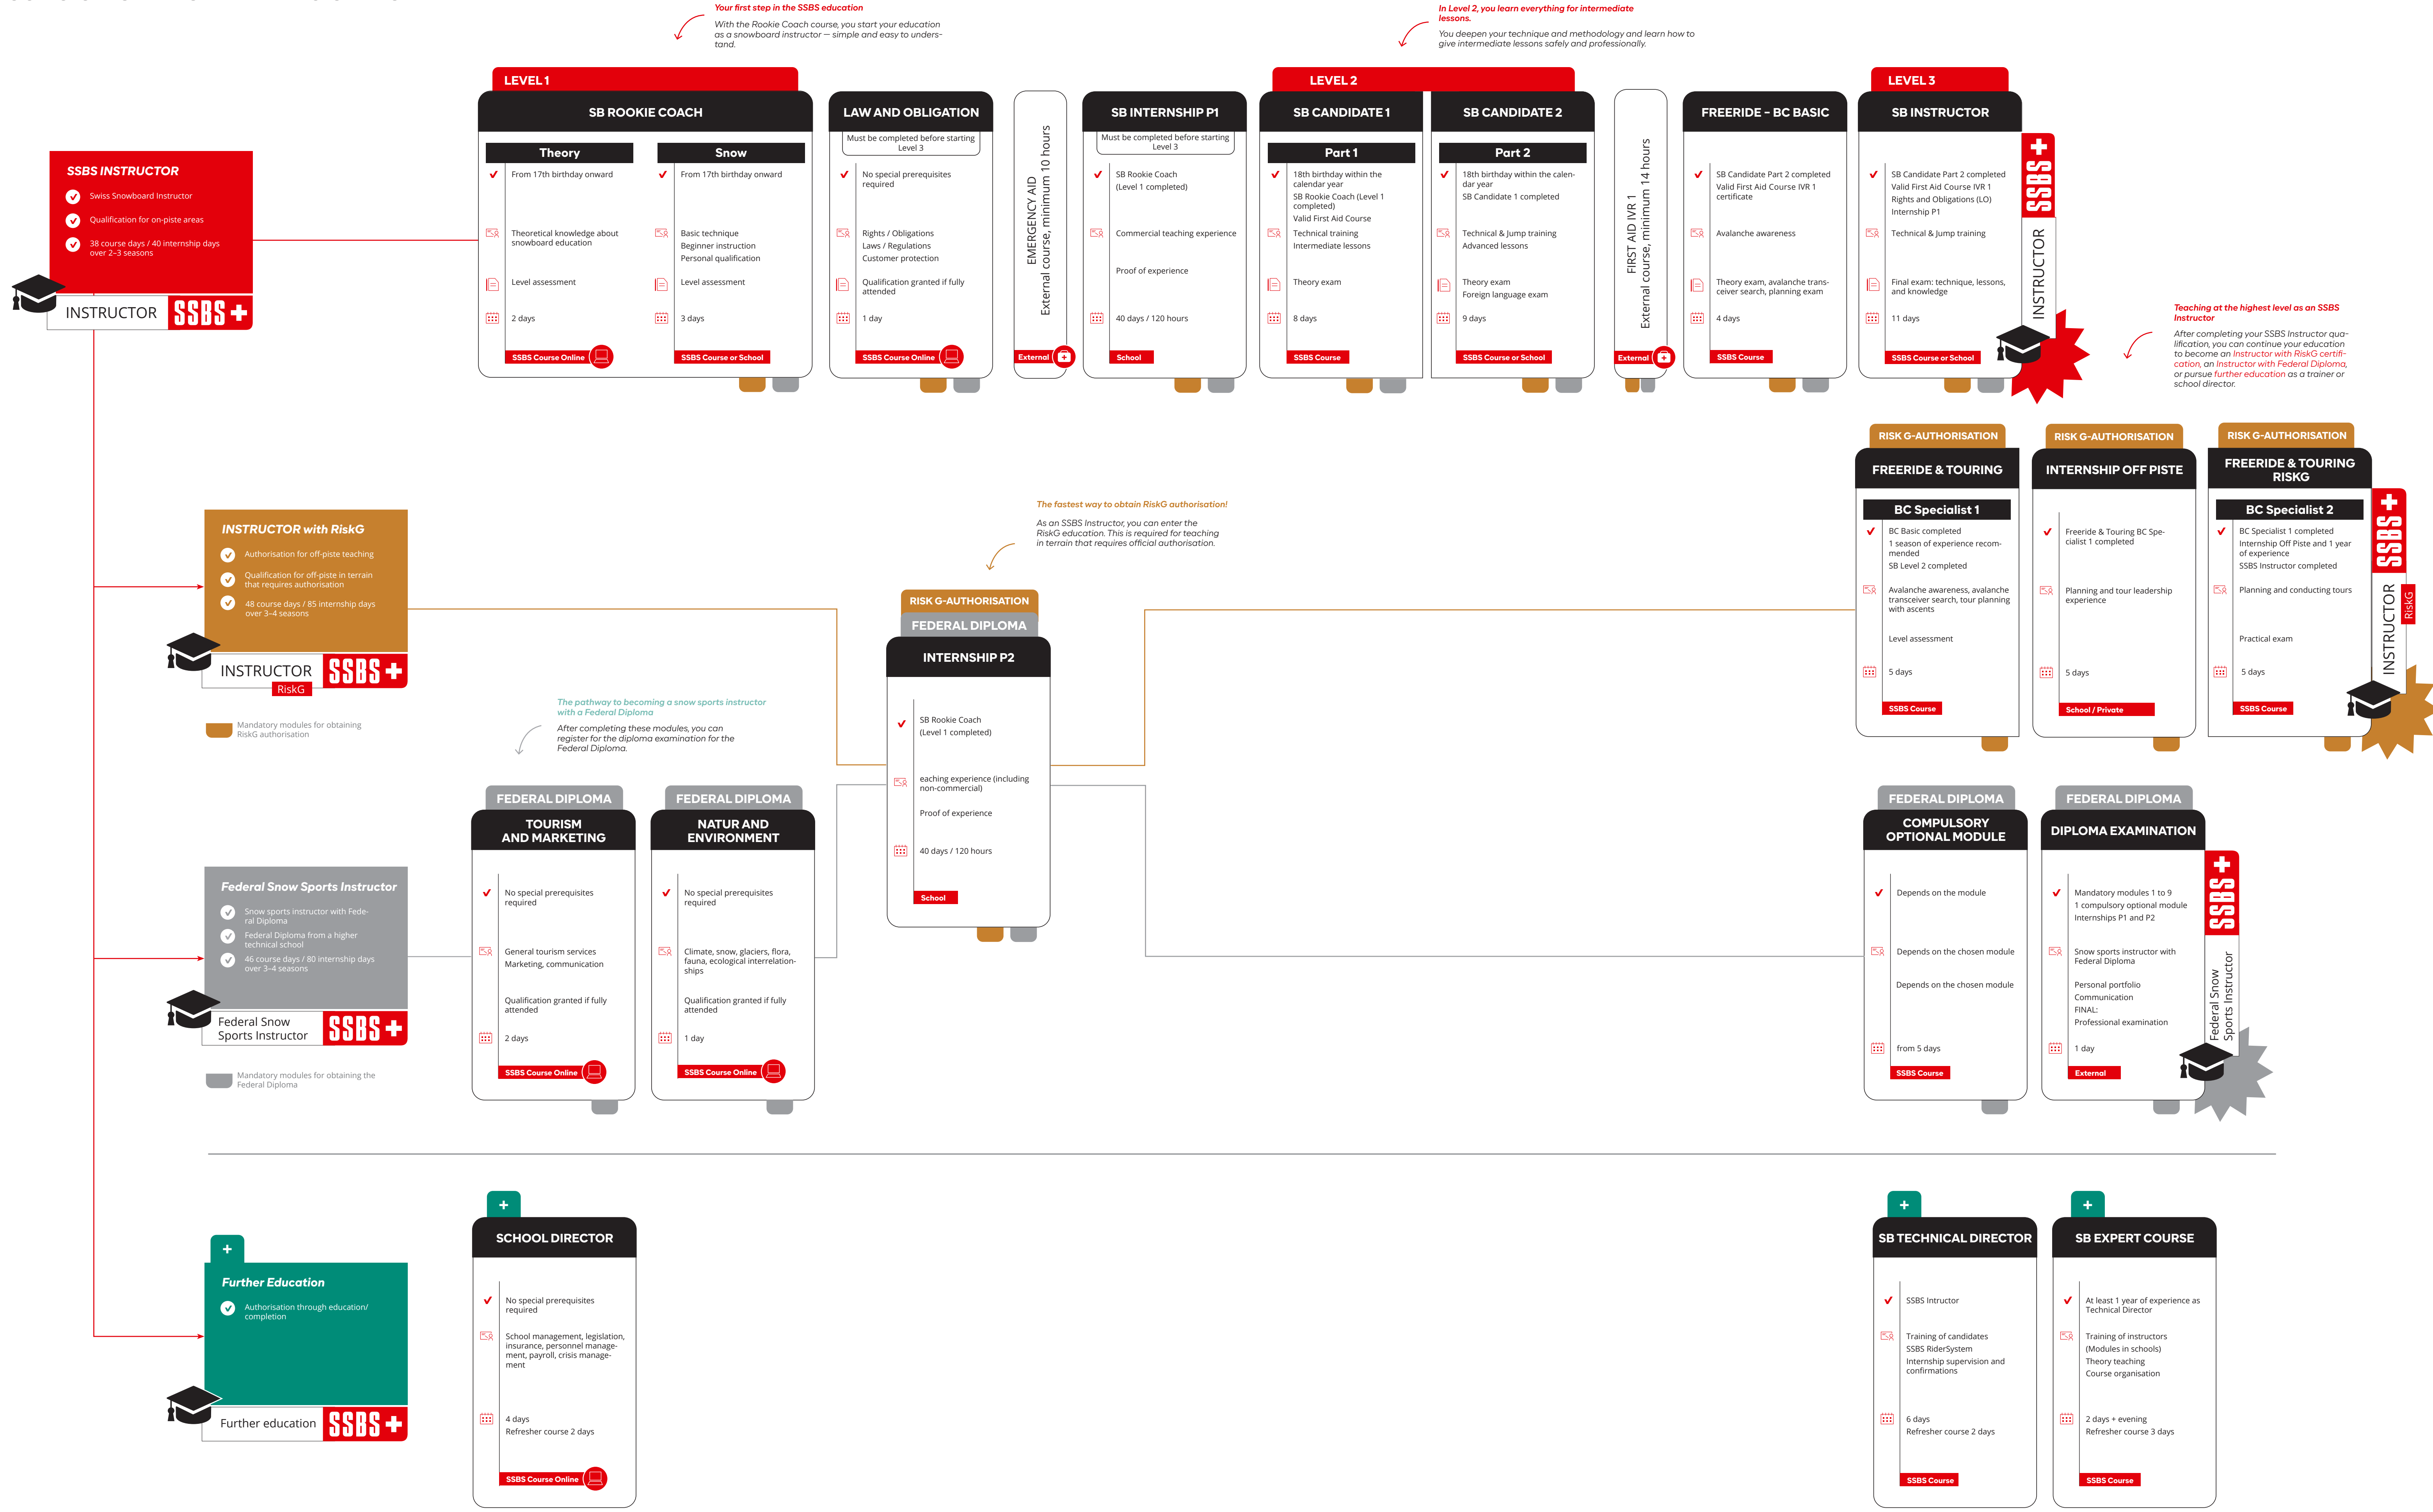 Your first step in the SSBS education
With the Rookie Coach course, you start your education
as a snowboard instructor — simple and easy to unders-
tand.
In Level 2, you learn everything for intermediate
lessons.
You deepen your technique and methodology and learn how to
give intermediate lessons safely and professionally.
SSBS INSTRUCTOR
Swiss Snowboard Instructor
Qualification for on-piste areas
38 course days / 40 internship days
over 2–3 seasons
INSTRUCTOR
SSBS
LEVEL 1
SB ROOKIE COACH
Theory
From 17th birthday onward
Theoretical knowledge about
snowboard education
Level assessment
2 days
SSBS Course Online
Snow
From 17th birthday onward
Basic technique
Beginner instruction
Personal qualification
Level assessment
3 days
SSBS Course or School
LAW AND OBLIGATION
Must be completed before starting
Level 3
No special prerequisites
required
Rights / Obligations
Laws / Regulations
Customer protection
Qualification granted if fully
attended
1 day
SSBS Course Online
EMERGENCY AID
External course, minimum 10 hours
External
SB INTERNSHIP P1
Must be completed before starting
Level 3
SB Rookie Coach
(Level 1 completed)
Commercial teaching experience
Proof of experience
40 days / 120 hours
School
LEVEL 2
SB CANDIDATE 1
Part 1
18th birthday within the
calendar year
SB Rookie Coach (Level 1
completed)
Valid First Aid Course
Technical training
Intermediate lessons
Theory exam
8 days
SSBS Course
SB CANDIDATE 2
Part 2
18th birthday within the calen-
dar year
SB Candidate 1 completed
Technical & Jump training
Advanced lessons
Theory exam
Foreign language exam
9 days
SSBS Course or School
FIRST AID IVR 1
External course, minimum 14 hours
External
FREERIDE – BC BASIC
SB Candidate Part 2 completed
Valid First Aid Course IVR 1
certificate
Avalanche awareness
Theory exam, avalanche trans-
ceiver search, planning exam
4 days
SSBS Course
LEVEL 3
SB INSTRUCTOR
SB Candidate Part 2 completed
Valid First Aid Course IVR 1
Rights and Obligations (LO)
Internship P1
Technical & Jump training
Final exam: technique, lessons,
and knowledge
11 days
SSBS Course or School
SSBS
INSTRUCTOR
Teaching at the highest level as an SSBS
Instructor
After completing your SSBS Instructor qua-
lification, you can continue your education
to become an Instructor with RiskG certifi-
cation, an Instructor with Federal Diploma,
or pursue further education as a trainer or
school director.
INSTRUCTOR with RiskG
Authorisation for off-piste teaching
Qualification for off-piste in terrain
that requires authorisation
48 course days / 85 internship days
over 3–4 seasons
INSTRUCTOR
RiskG
SSBS
Mandatory modules for obtaining
RiskG authorisation
The fastest way to obtain RiskG authorisation!
As an SSBS Instructor, you can enter the
RiskG education. This is required for teaching
in terrain that requires official authorisation.
RISK G-AUTHORISATION
FEDERAL DIPLOMA
INTERNSHIP P2
SB Rookie Coach
(Level 1 completed)
eaching experience (including
non-commercial)
Proof of experience
40 days / 120 hours
School
RISK G-AUTHORISATION
FREERIDE & TOURING
BC Specialist 1
BC Basic completed
1 season of experience recom-
mended
SB Level 2 completed
Avalanche awareness, avalanche
transceiver search, tour planning
with ascents
Level assessment
5 days
SSBS Course
RISK G-AUTHORISATION
INTERNSHIP OFF PISTE
Freeride & Touring BC Spe-
cialist 1 completed
Planning and tour leadership
experience
5 days
School / Private
RISK G-AUTHORISATION
FREERIDE & TOURING
RISKG
BC Specialist 2
BC Specialist 1 completed
Internship Off Piste and 1 year
of experience
SSBS Instructor completed
Planning and conducting tours
Practical exam
5 days
SSBS Course
SSBS
INSTRUCTOR
RiskG
The pathway to becoming a snow sports instructor
with a Federal Diploma
After completing these modules, you can
register for the diploma examination for the
Federal Diploma.
Federal Snow Sports Instructor
Snow sports instructor with Fede-
ral Diploma
Federal Diploma from a higher
technical school
46 course days / 80 internship days
over 3–4 seasons
Federal Snow
Sports Instructor
SSBS
Mandatory modules for obtaining the
Federal Diploma
FEDERAL DIPLOMA
TOURISM
AND MARKETING
No special prerequisites
required
General tourism services
Marketing, communication
Qualification granted if fully
attended
2 days
SSBS Course Online
FEDERAL DIPLOMA
NATUR AND
ENVIRONMENT
No special prerequisites
required
Climate, snow, glaciers, flora,
fauna, ecological interrelation-
ships
Qualification granted if fully
attended
1 day
SSBS Course Online
FEDERAL DIPLOMA
COMPULSORY
OPTIONAL MODULE
Depends on the module
Depends on the chosen module
Depends on the chosen module
from 5 days
SSBS Course
FEDERAL DIPLOMA
DIPLOMA EXAMINATION
Mandatory modules 1 to 9
1 compulsory optional module
Internships P1 and P2
Snow sports instructor with
Federal Diploma
Personal portfolio
Communication
FINAL:
Professional examination
1 day
External
SSBS
Federal Snow
Sports Instructor
Further Education
Authorisation through education/
completion
Further education
SSBS
SCHOOL DIRECTOR
No special prerequisites
required
School management, legislation,
insurance, personnel manage-
ment, payroll, crisis manage-
ment
4 days
Refresher course 2 days
SSBS Course Online
SB TECHNICAL DIRECTOR
SSBS Intructor
Training of candidates
SSBS RiderSystem
Internship supervision and
confirmations
6 days
Refresher course 2 days
SSBS Course
SB EXPERT COURSE
At least 1 year of experience as
Technical Director
Training of instructors
(Modules in schools)
Theory teaching
Course organisation
2 days + evening
Refresher course 3 days
SSBS Course